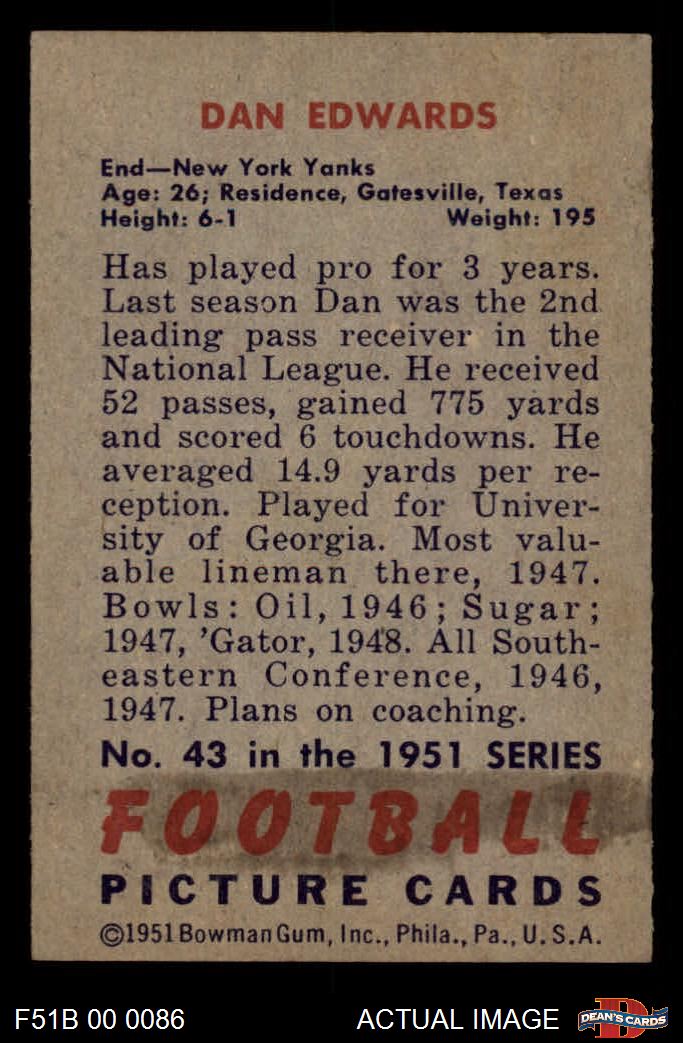 DAN EDWARDS
End—New York Yanks
Age: 26; Residence, Gatesville, Texas
Height: 6-1 Weight: 195
Has played pro for 3 years.
Last season Dan was the 2nd
leading pass receiver in the
National League. He received
52 passes, gained 775 yards
and scored 6 touchdowns. He
averaged 14.9 yards per re-
ception. Played for Univer-
sity of Georgia. Most valu-
able lineman there, 1947.
Bowls: Oil, 1946; Sugar;
1947, ’Gator, 1948. All South-
eastern Conference, 1946,
1947. Plans on coaching.
No. 43 in the 1951 SERIES
FOOTBALL
PICTURE CARDS
©1951 Bowman Gum, Inc., Phila., Pa., U.S.A.
F51B 00 0086 ACTUAL IMAGE D DEAN'S CARDS